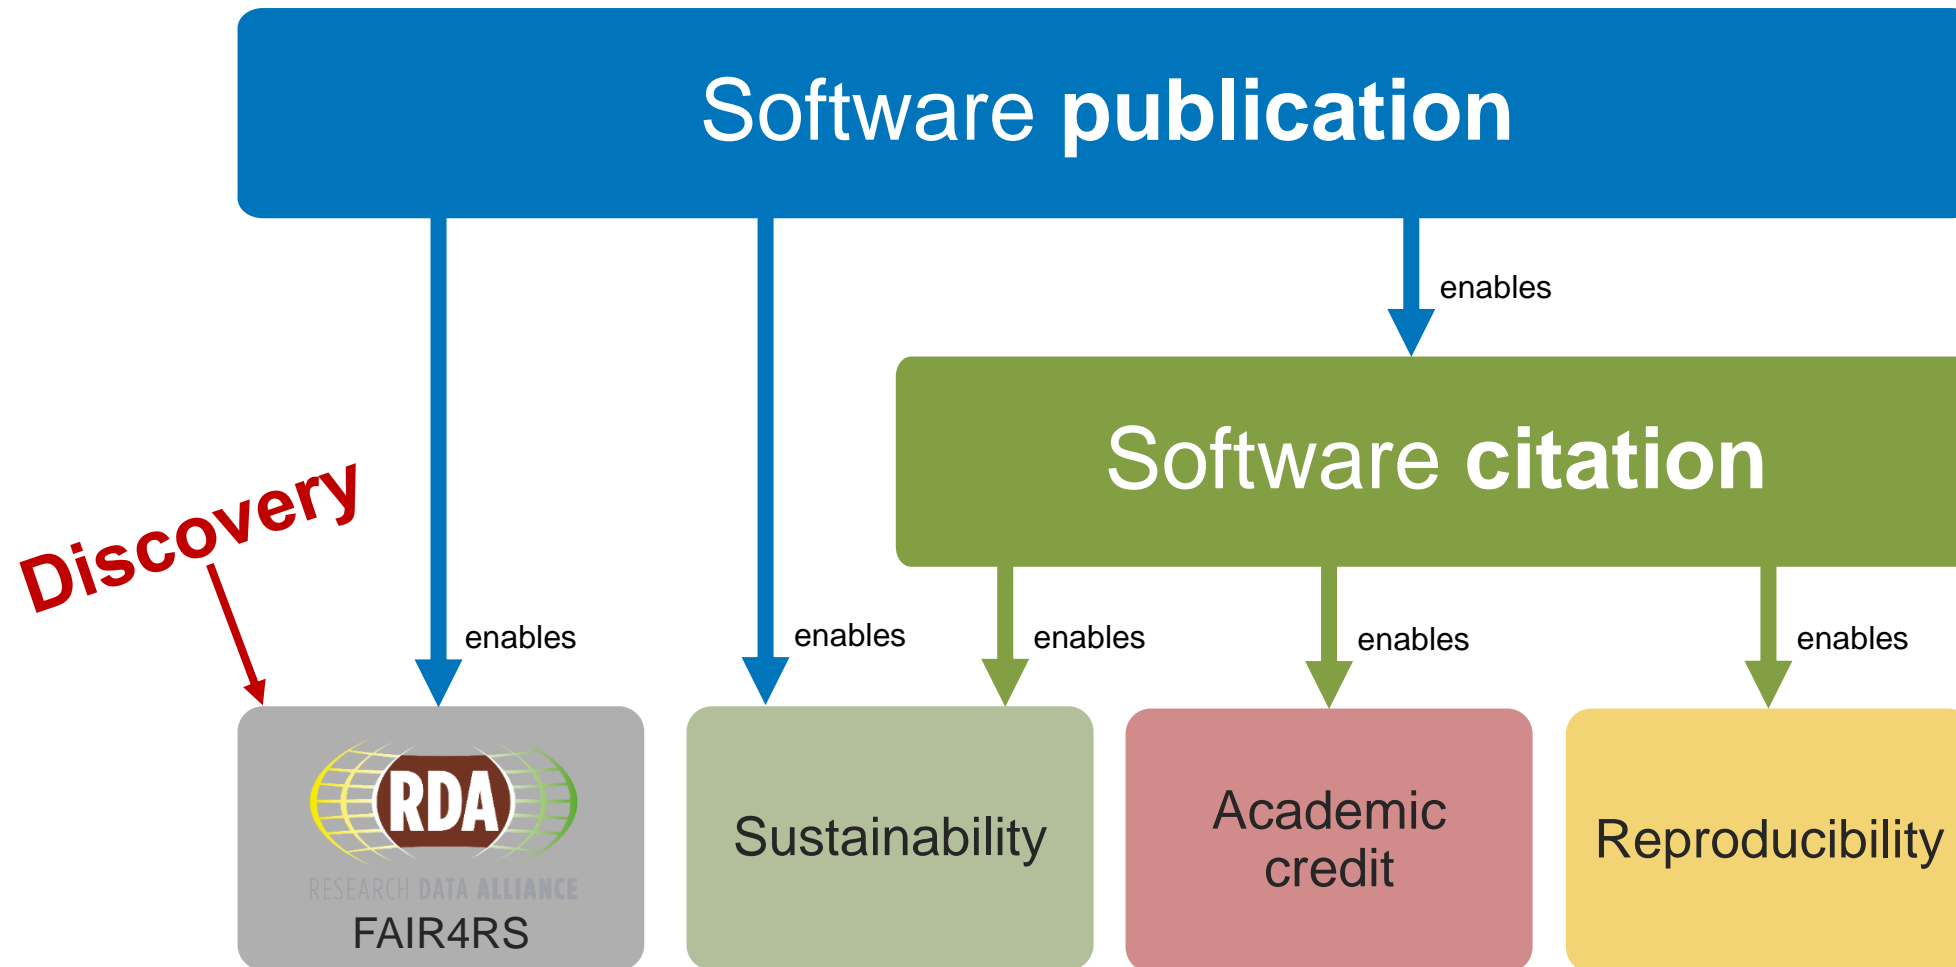 Software publication
enables
Software citation
Discovery
enables
enables
enables
enables
enables
RDA
RESEARCH DATA ALLIANCE
FAIR4RS
Sustainability
Academic
credit
Reproducibility